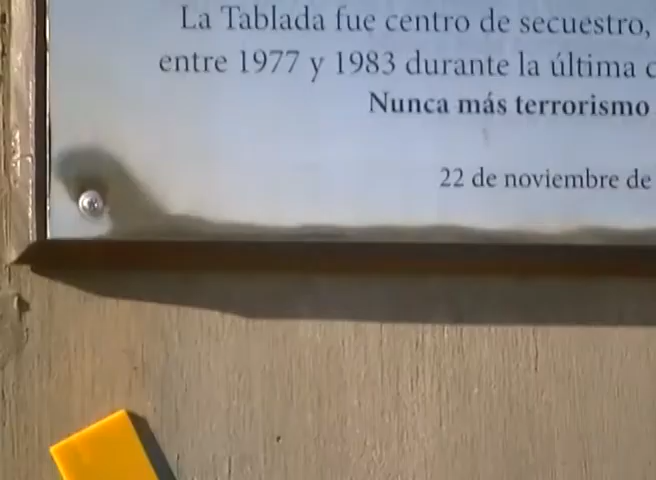 La Tablada fue centro de secuestro,
entre 1977 y 1983 durante la última
Nunca más terrorismo
22 de noviembre de